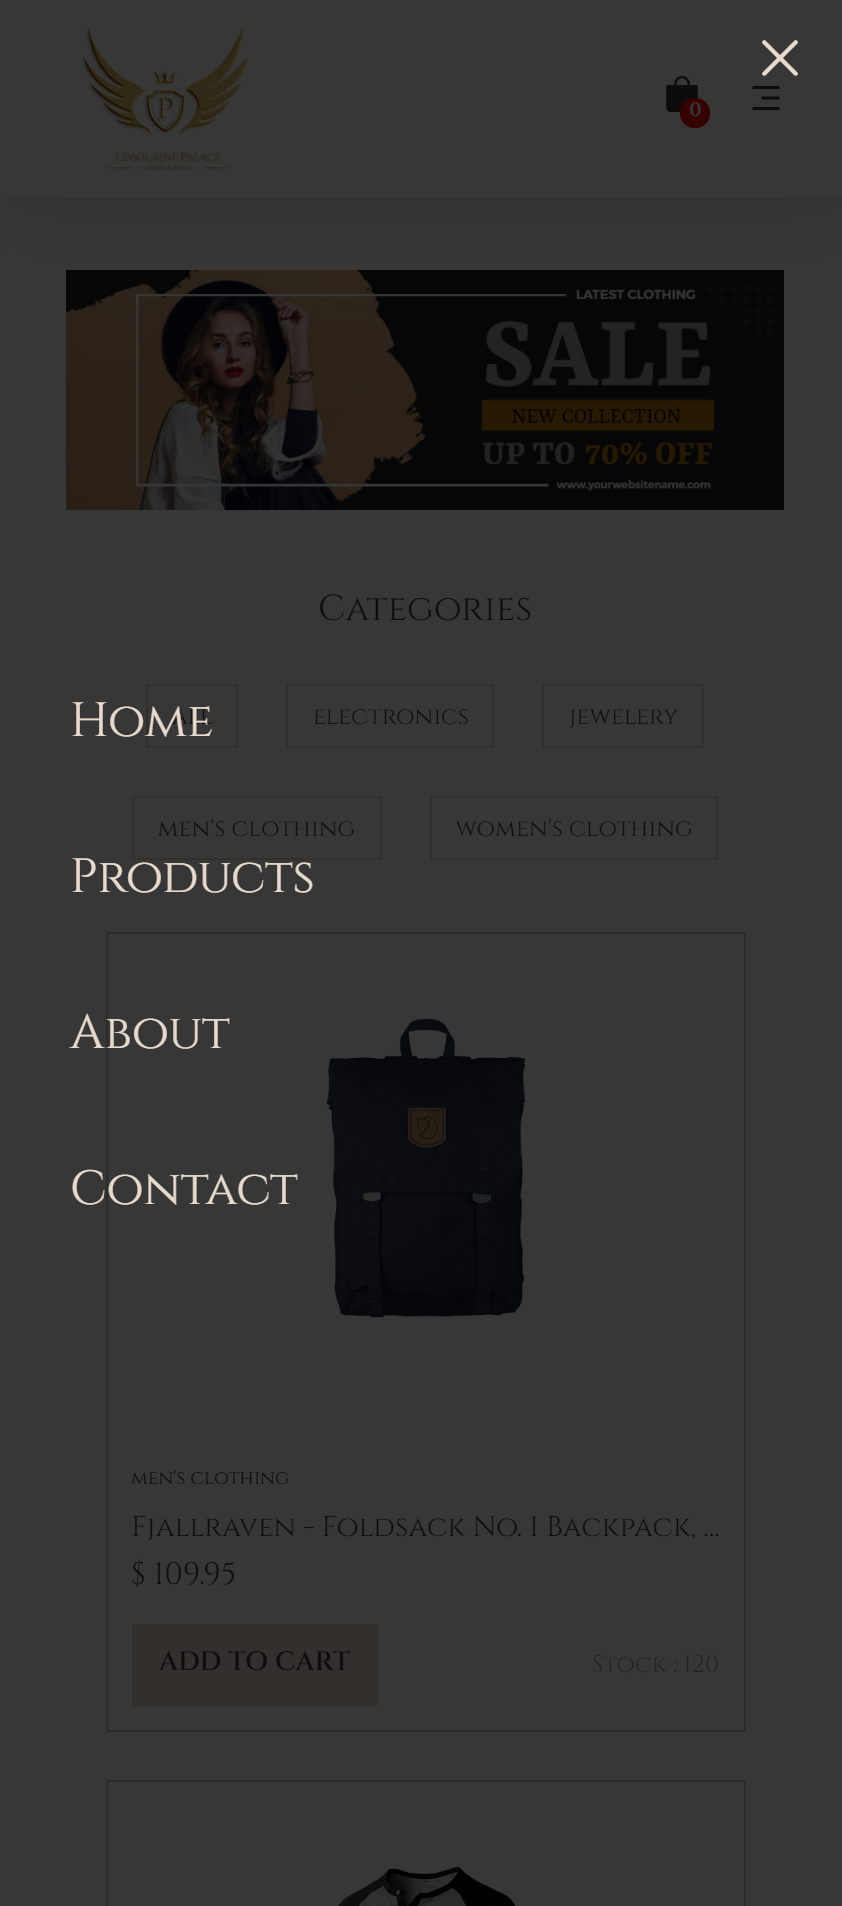 P
LIMOUSINE PALACE
0
LATEST CLOTHING
SALE
NEW COLLECTION
UP TO 70% OFF
www.yourwebsitename.com
Categories
Home
ELECTRONICS
JEWELERY
MEN'S CLOTHING
WOMEN'S CLOTHING
Products
About
Contact
MEN'S CLOTHING
Fjallraven - Foldsack No. 1 Backpack, ...
$ 109.95
ADD TO CART
Stock : 120